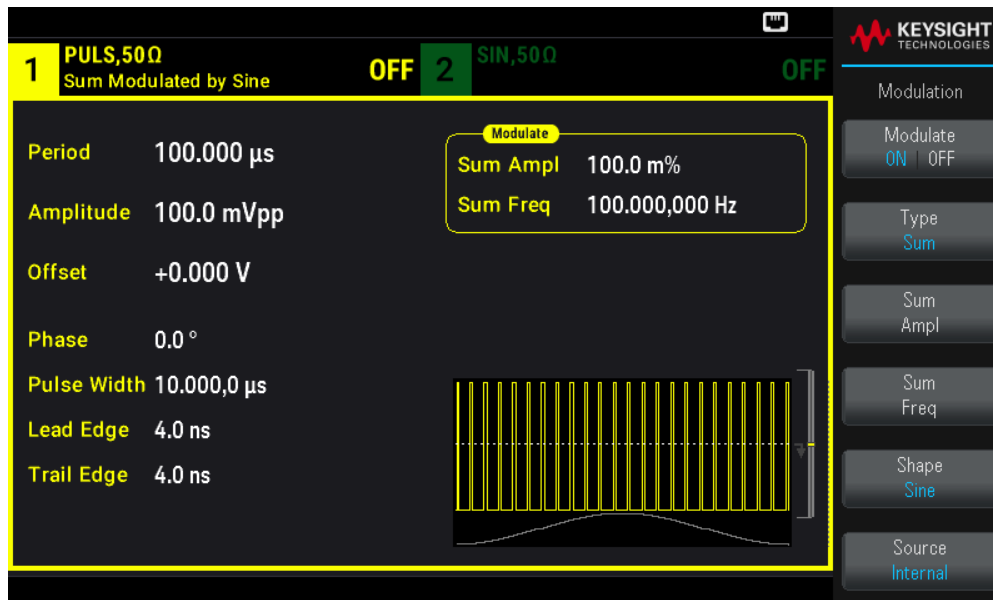 KEYSIGHT
TECHNOLOGIES
1
PULS,50Ω
Sum Modulated by Sine
OFF
2
SIN,50Ω
OFF
Period 100.000 µs
Amplitude 100.0 mVpp
Offset +0.000 V
Phase 0.0 °
Pulse Width 10.000,0 µs
Lead Edge 4.0 ns
Trail Edge 4.0 ns
Modulate
Sum Ampl 100.0 m%
Sum Freq 100.000,000 Hz
Modulation
Modulate
ON | OFF
Type
Sum
Sum
Ampl
Sum
Freq
Shape
Sine
Source
Internal